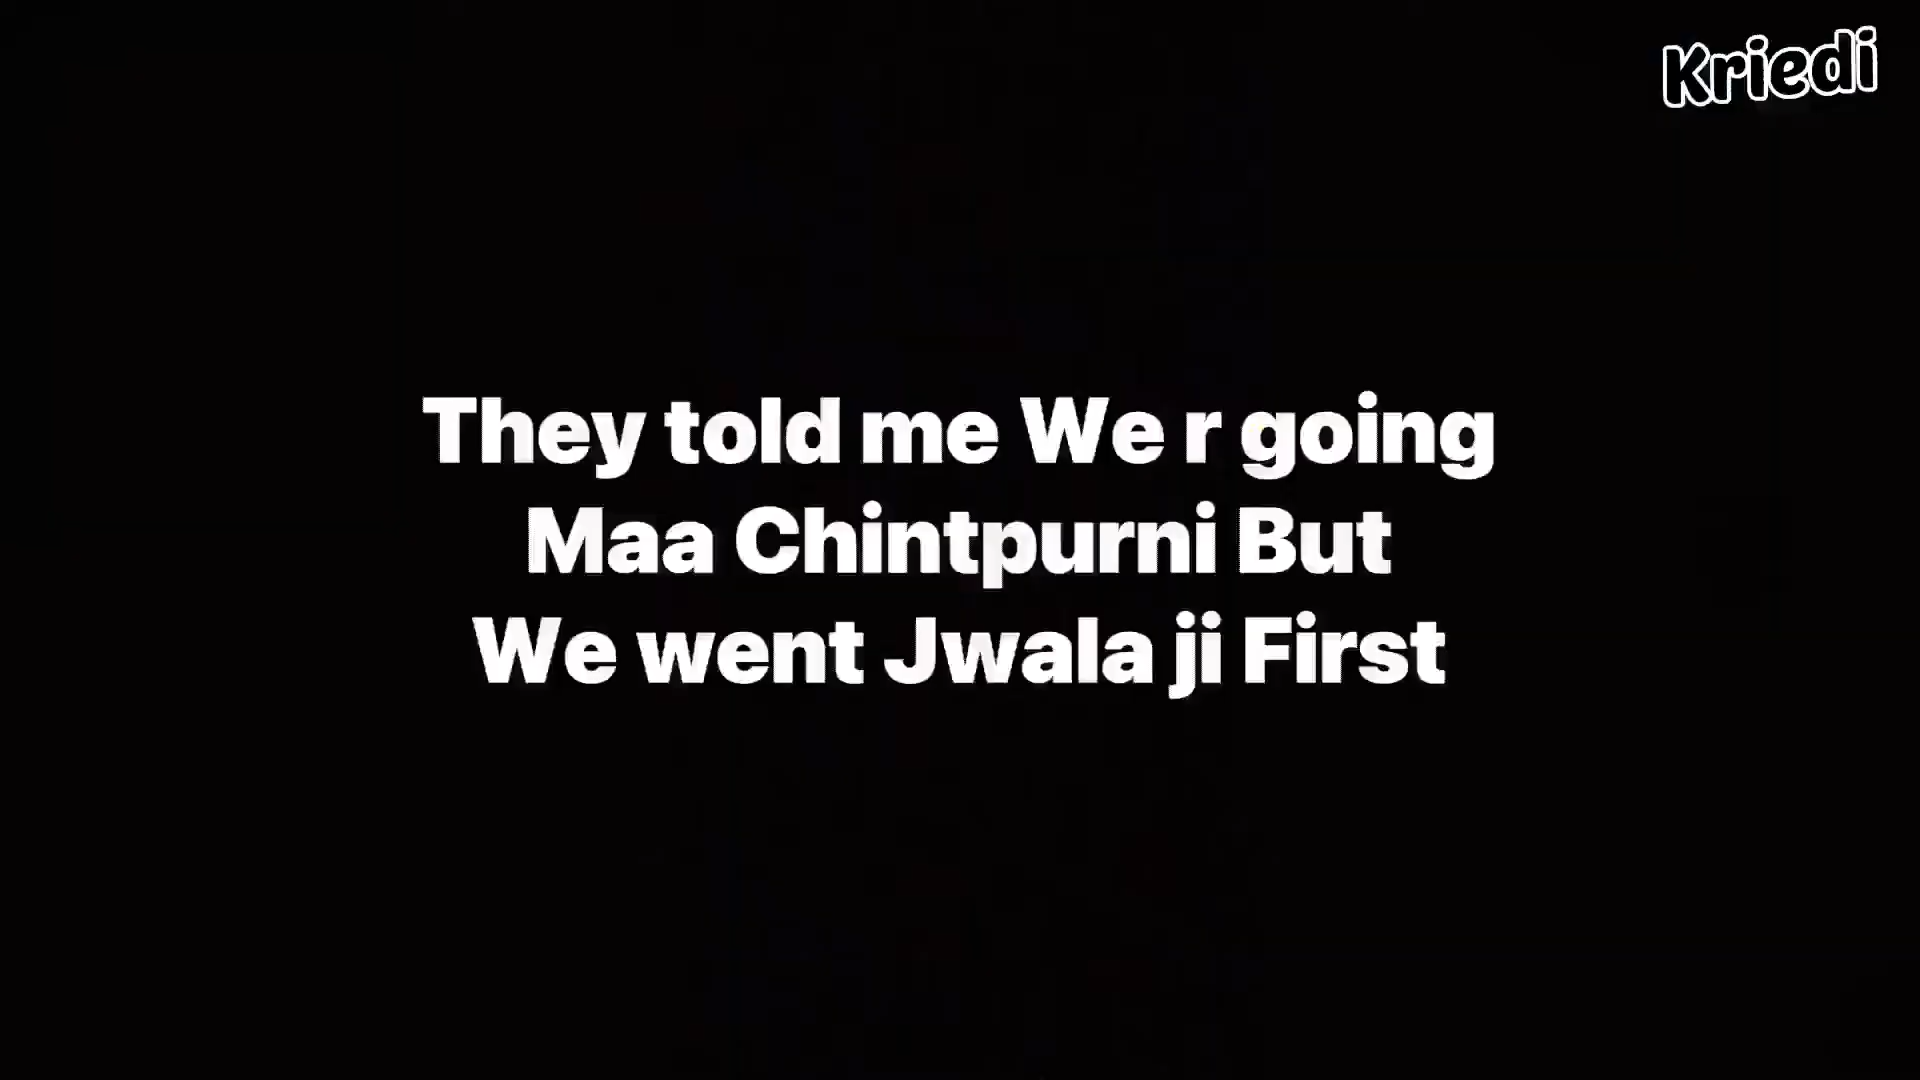 Kriedi
They told me We r going
Maa Chintpurni But
We went Jwala ji First